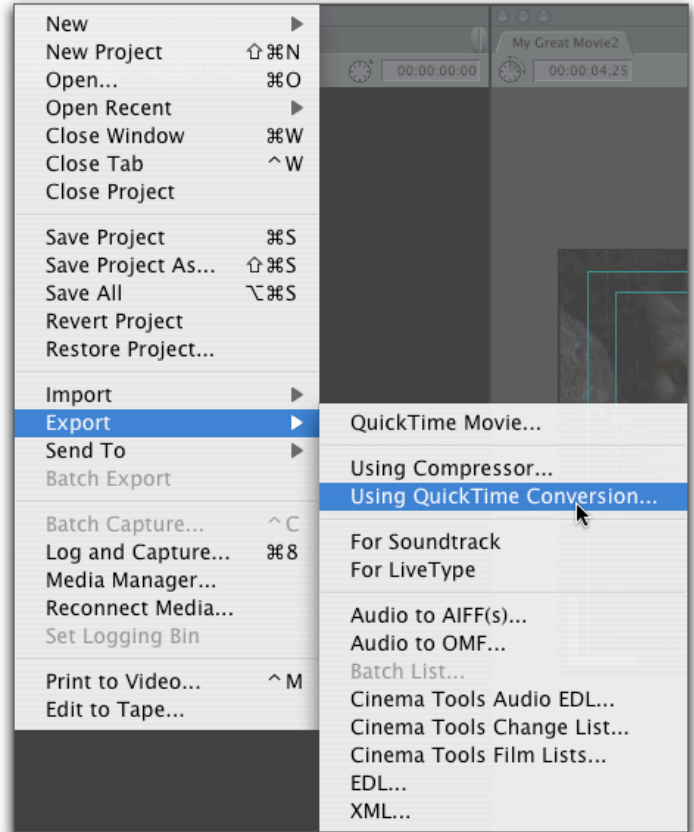 New
New Project ⇧⌘N
Open... ⌘O
Open Recent
Close Window ⌘W
Close Tab ^W
Close Project
Save Project ⌘S
Save Project As... ⇧⌘S
Save All ⌥⌘S
Revert Project
Restore Project...
Import
Export
Send To
Batch Export
Batch Capture... ^C
Log and Capture... ⌘8
Media Manager...
Reconnect Media...
Set Logging Bin
Print to Video... ^M
Edit to Tape...
My Great Movie2
00:00:00:00
00:00:04:25
QuickTime Movie...
Using Compressor...
Using QuickTime Conversion...
For Soundtrack
For LiveType
Audio to AIFF(s)...
Audio to OMF...
Batch List...
Cinema Tools Audio EDL...
Cinema Tools Change List...
Cinema Tools Film Lists...
EDL...
XML...